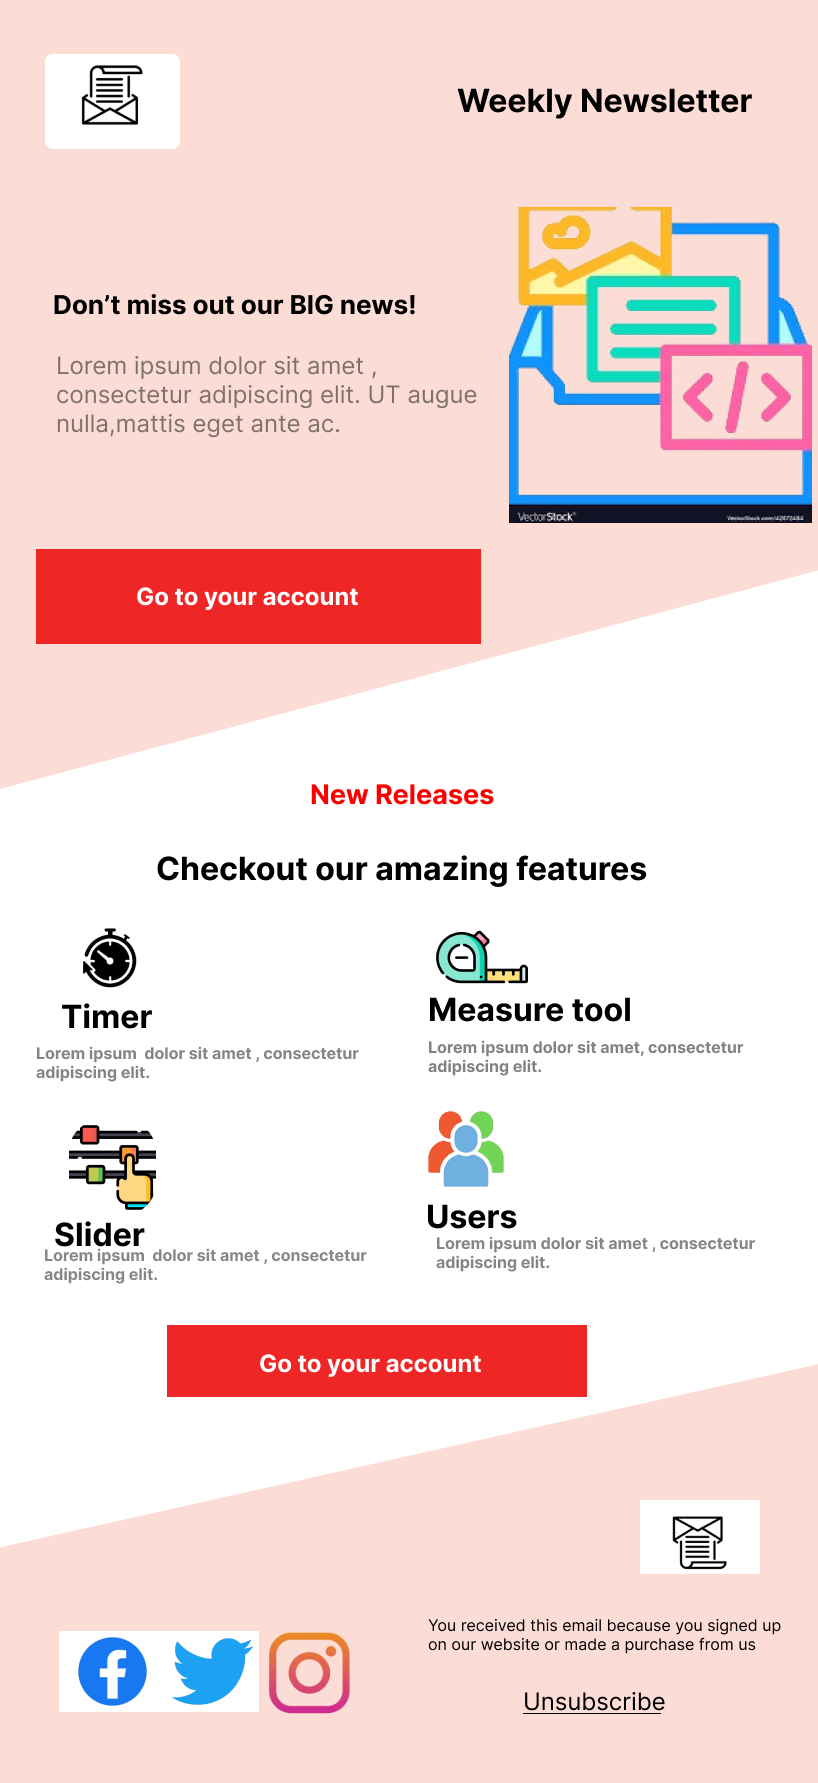 Weekly Newsletter
Don’t miss out our BIG news!
Lorem ipsum dolor sit amet ,
consectetur adipiscing elit. UT augue
nulla,mattis eget ante ac.
VectorStock®
VectorStock.com/42672484
Go to your account
New Releases
Checkout our amazing features
Timer
Lorem ipsum  dolor sit amet , consectetur
adipiscing elit.
Measure tool
Lorem ipsum dolor sit amet, consectetur
adipiscing elit.
Slider
Lorem ipsum  dolor sit amet , consectetur
adipiscing elit.
Users
Lorem ipsum dolor sit amet , consectetur
adipiscing elit.
Go to your account
You received this email because you signed up
on our website or made a purchase from us
Unsubscribe